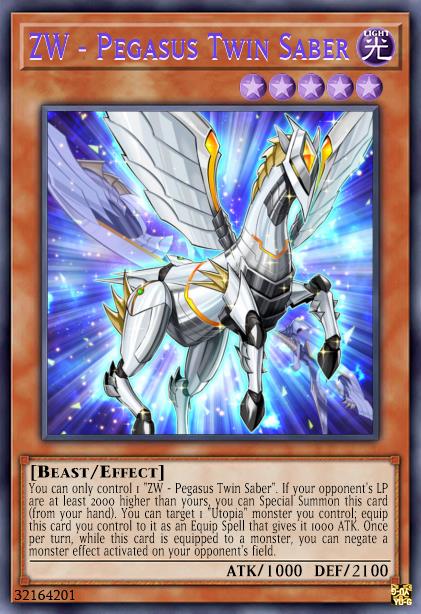 ZW - Pegasus Twin Saber
LIGHT
光
[Beast/Effect]
You can only control 1 "ZW - Pegasus Twin Saber". If your opponent's LP
are at least 2000 higher than yours, you can Special Summon this card
(from your hand). You can target 1 "Utopia" monster you control; equip
this card you control to it as an Equip Spell that gives it 1000 ATK. Once
per turn, while this card is equipped to a monster, you can negate a
monster effect activated on your opponent's field.
ATK/1000 DEF/2100
32164201